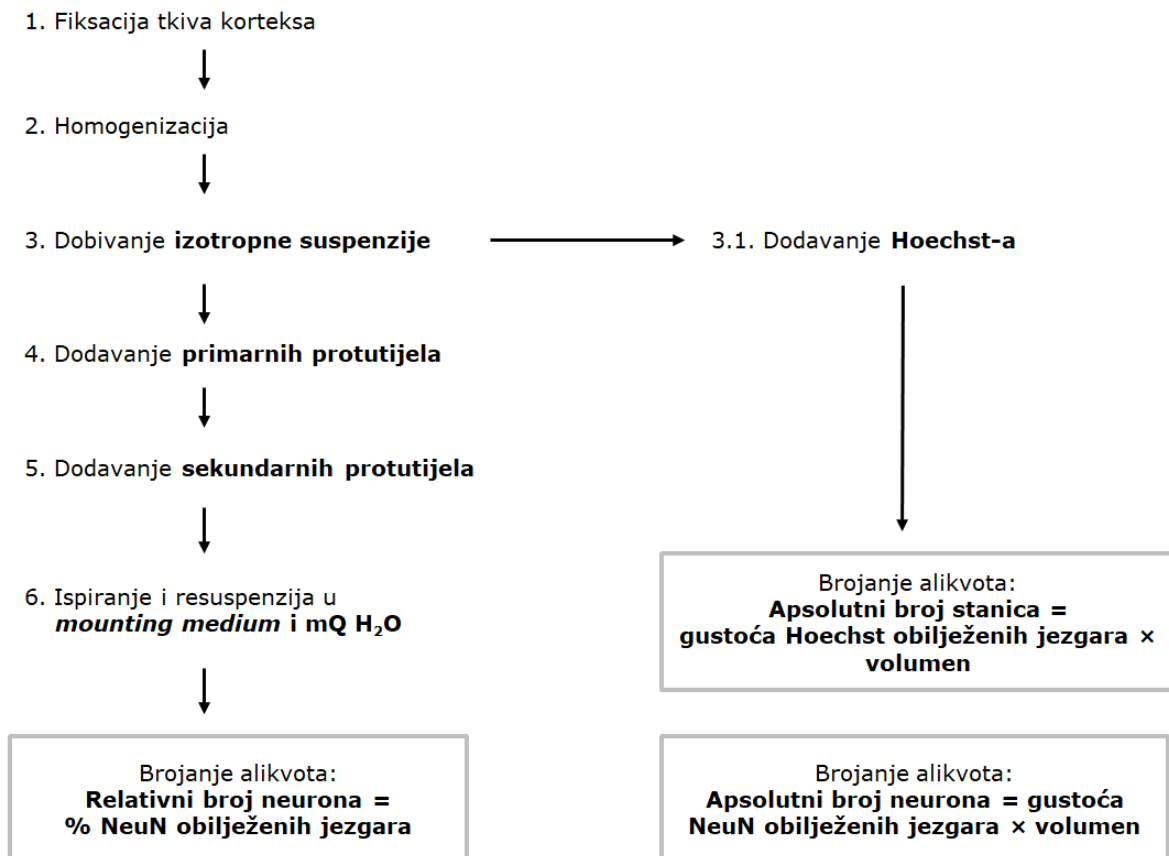 1. Fiksacija tkiva korteksa
2. Homogenizacija
3. Dobivanje izotropne suspenzije
3.1. Dodavanje Hoechst-a
4. Dodavanje primarnih protutijela
5. Dodavanje sekundarnih protutijela
6. Ispiranje i resuspenzija u
mounting medium i mQ H₂O
Brojanje alikvota:
Apsolutni broj stanica =
gustoća Hoechst obilježenih jezgara ×
volumen
Brojanje alikvota:
Relativni broj neurona =
% NeuN obilježenih jezgara
Brojanje alikvota:
Apsolutni broj neurona = gustoća
NeuN obilježenih jezgara × volumen